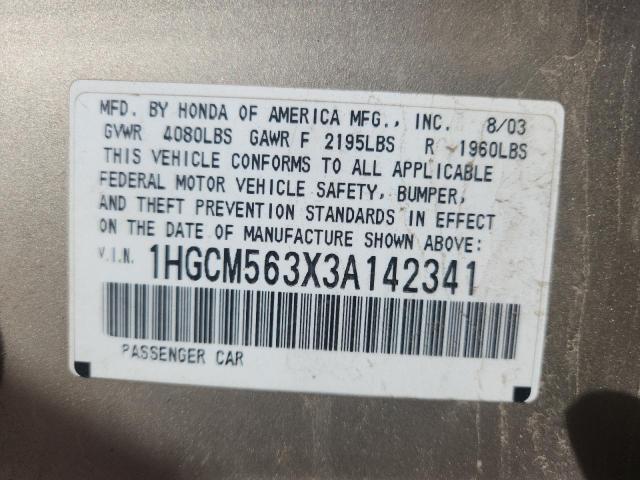 MFD. BY HONDA OF AMERICA MFG., INC. 8/03
GVWR 4080LBS GAWR F 2195LBS R 1960LBS
THIS VEHICLE CONFORMS TO ALL APPLICABLE
FEDERAL MOTOR VEHICLE SAFETY, BUMPER,
AND THEFT PREVENTION STANDARDS IN EFFECT
ON THE DATE OF MANUFACTURE SHOWN ABOVE:
V.I.N. 1HGCM563X3A142341
PASSENGER CAR